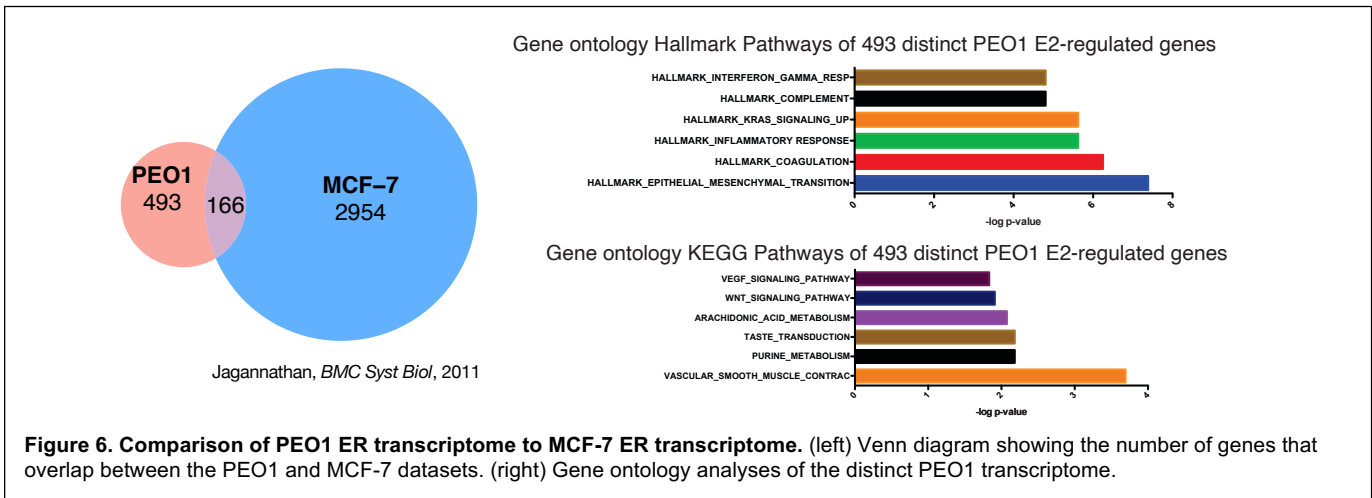 PEO1
493
166
MCF–7
2954
Jagannathan, BMC Syst Biol, 2011
Gene ontology Hallmark Pathways of 493 distinct PEO1 E2-regulated genes
HALLMARK_INTERFERON_GAMMA_RESP
HALLMARK_COMPLEMENT
HALLMARK_KRAS_SIGNALING_UP
HALLMARK_INFLAMMATORY RESPONSE
HALLMARK_COAGULATION
HALLMARK_EPITHELIAL_MESENCHYMAL_TRANSITION
0 2 4 6 8
-log p-value
Gene ontology KEGG Pathways of 493 distinct PEO1 E2-regulated genes
VEGF_SIGNALING_PATHWAY
WNT_SIGNALING_PATHWAY
ARACHIDONIC_ACID_METABOLISM
TASTE_TRANSDUCTION
PURINE_METABOLISM
VASCULAR_SMOOTH_MUSCLE_CONTRAC
0 1 2 3 4
-log p-value
Figure 6. Comparison of PEO1 ER transcriptome to MCF-7 ER transcriptome. (left) Venn diagram showing the number of genes that
overlap between the PEO1 and MCF-7 datasets. (right) Gene ontology analyses of the distinct PEO1 transcriptome.